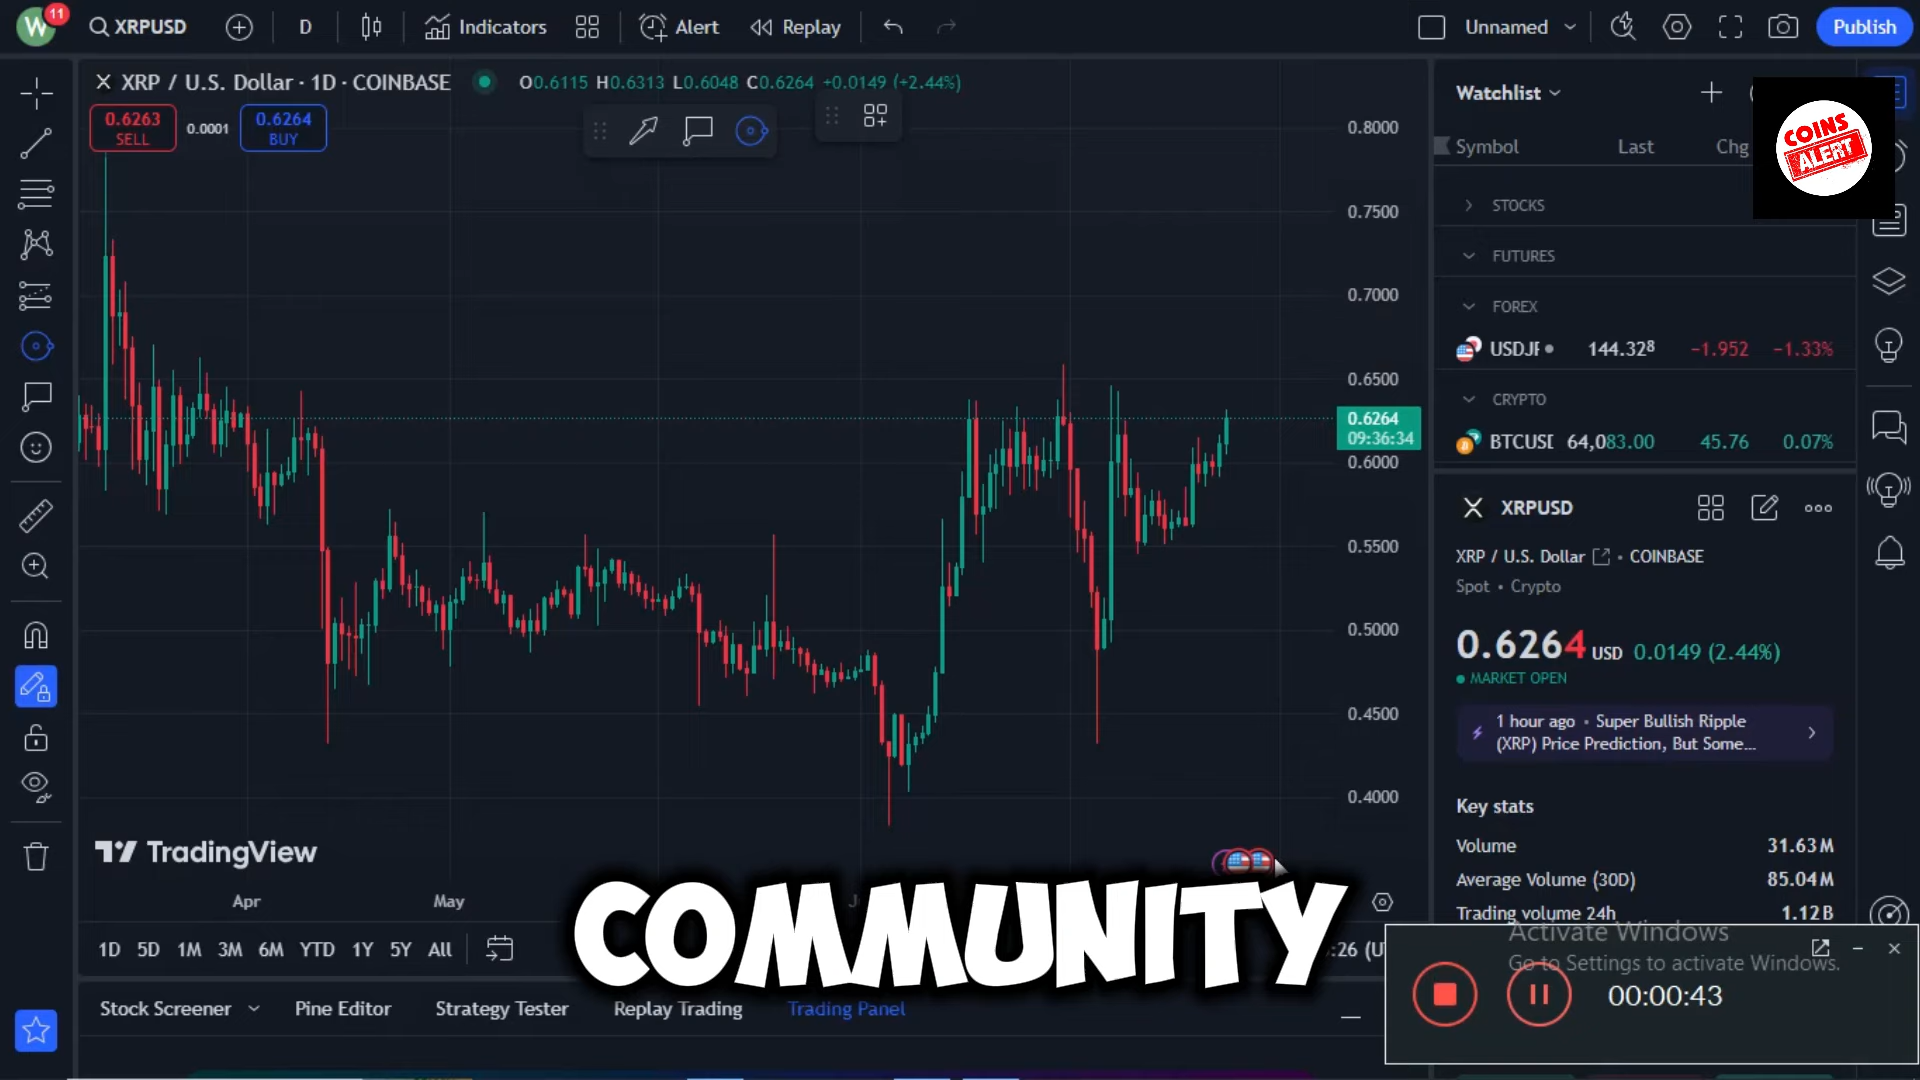 W 11 XRPUSD D Indicators Alert Replay Unnamed Publish
XRP / U.S. Dollar · 1D · COINBASE O0.6115 H0.6313 L0.6048 C0.6264 +0.0149 (+2.44%)
0.6263 SELL 0.0001 0.6264 BUY
0.8000
0.7500
0.7000
0.6500
0.6264
09:36:34
0.6000
0.5500
0.5000
0.4500
0.4000
TradingView
Apr May
COMMUNITY
1D 5D 1M 3M 6M YTD 1Y 5Y All
Stock Screener Pine Editor Strategy Tester Replay Trading Trading Panel
Watchlist
Symbol Last Chg
COINS
ALERT
STOCKS
FUTURES
FOREX
144.328 −1.952 −1.33%
CRYPTO
64,083.00 45.76 0.07%
XRPUSD
XRP / U.S. Dollar • COINBASE
Spot • Crypto
0.6264 USD 0.0149 (2.44%)
MARKET OPEN
1 hour ago • Super Bullish Ripple
(XRP) Price Prediction, But Some...
Key stats
Volume 31.63M
Average Volume (30D) 85.04M
Trading volume 24h 1.12B
Activate Windows
Go to Settings to activate Windows.
00:00:43